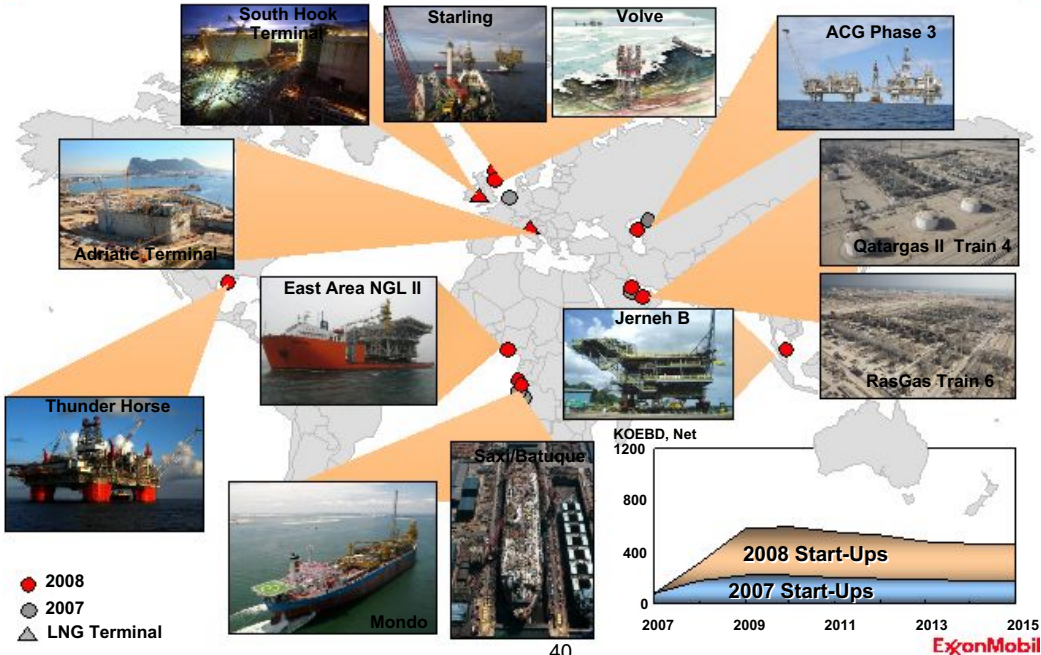 South Hook
Terminal
Starling
Volve
ACG Phase 3
Adriatic Terminal
Qatargas II Train 4
East Area NGL II
Jerneh B
RasGas Train 6
Thunder Horse
Saxi/Batuque
Mondo
KOEBD, Net
1200
800
400
0
2008 Start-Ups
2007 Start-Ups
2007
2009
2011
2013
2015
2008
2007
LNG Terminal
40
ExxonMobil